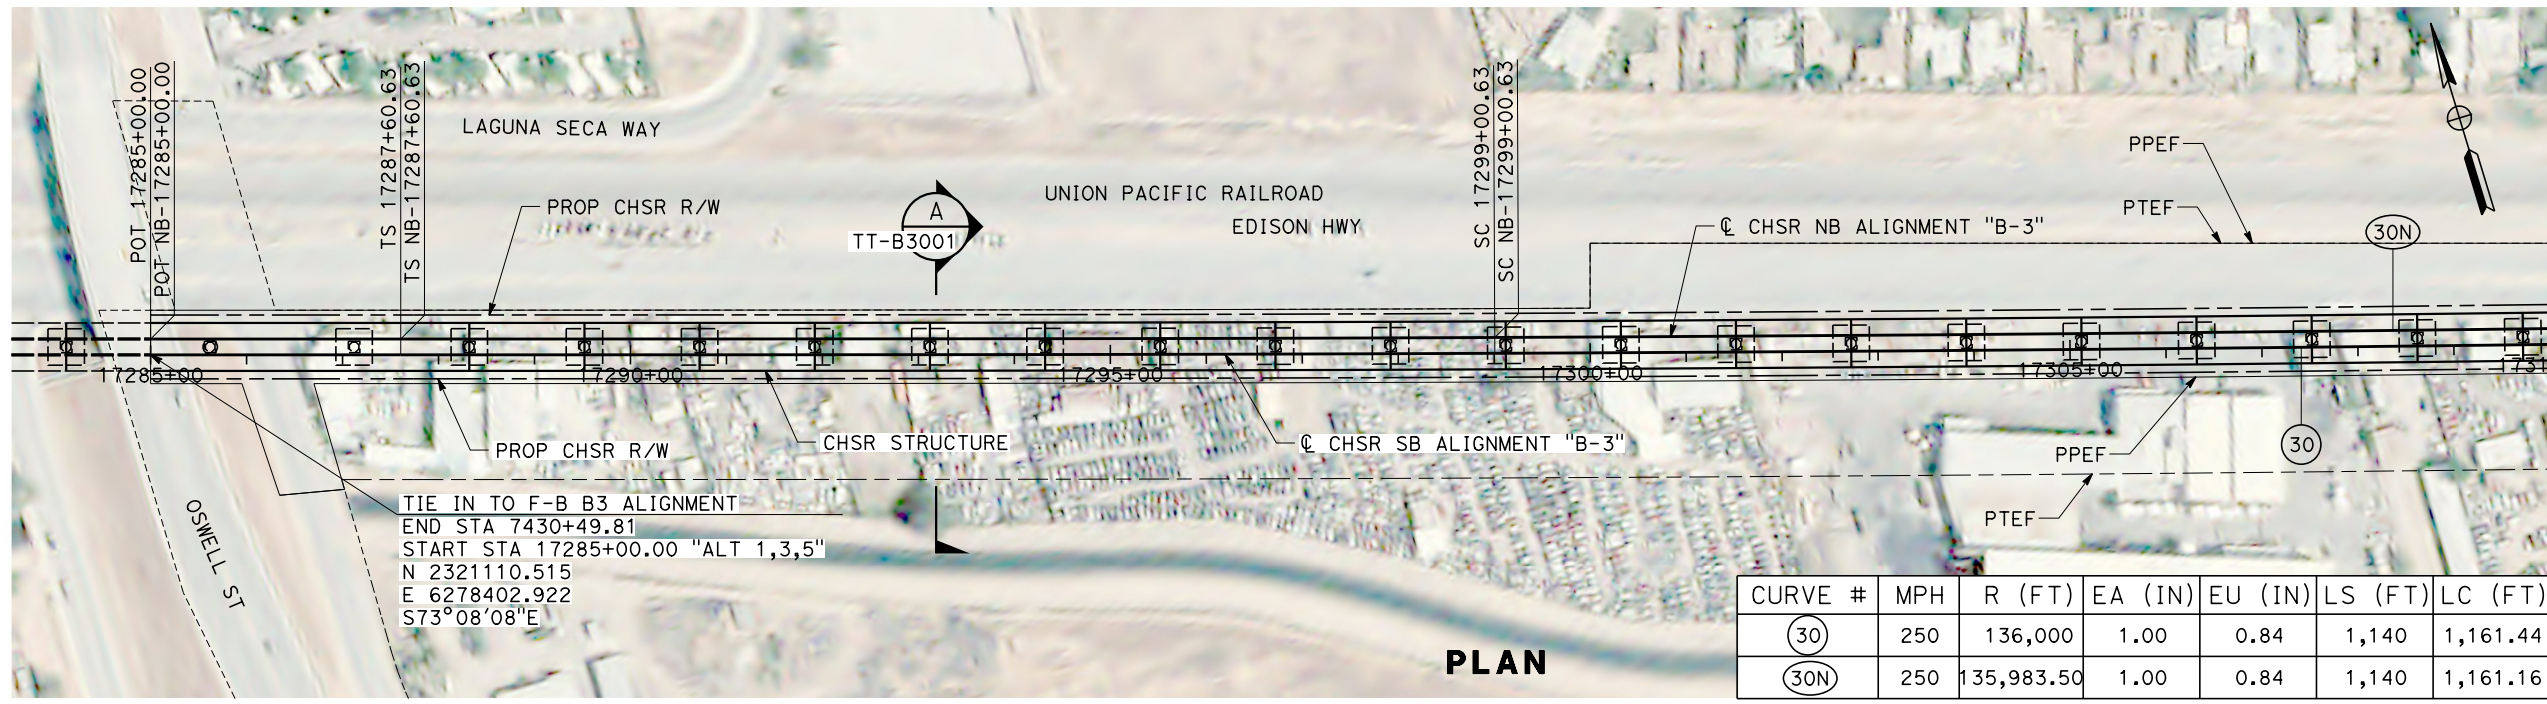 POT 17285+00.00
POT NB-1 17285+00.00
TS 17287+60.63
TS NB-1 17287+60.63
LAGUNA SECA WAY
PROP CHSR R/W
A
TT-B3001
UNION PACIFIC RAILROAD
EDISON HWY
SC 17299+00.63
SC NB-1 17299+00.63
℄ CHSR NB ALIGNMENT "B-3"
PPEF
PTEF
30N
17285+00
17290+00
17295+00
17300+00
17305+00
PROP CHSR R/W
CHSR STRUCTURE
℄ CHSR SB ALIGNMENT "B-3"
PPEF
30
PTEF
OSWELL ST
TIE IN TO F-B B3 ALIGNMENT
END STA 7430+49.81
START STA 17285+00.00 "ALT 1,3,5"
N 2321110.515
E 6278402.922
S73°08'08"E
PLAN
CURVE # MPH R (FT) EA (IN) EU (IN) LS (FT) LC (FT)
30 250 136,000 1.00 0.84 1,140 1,161.44
30N 250 135,983.50 1.00 0.84 1,140 1,161.16